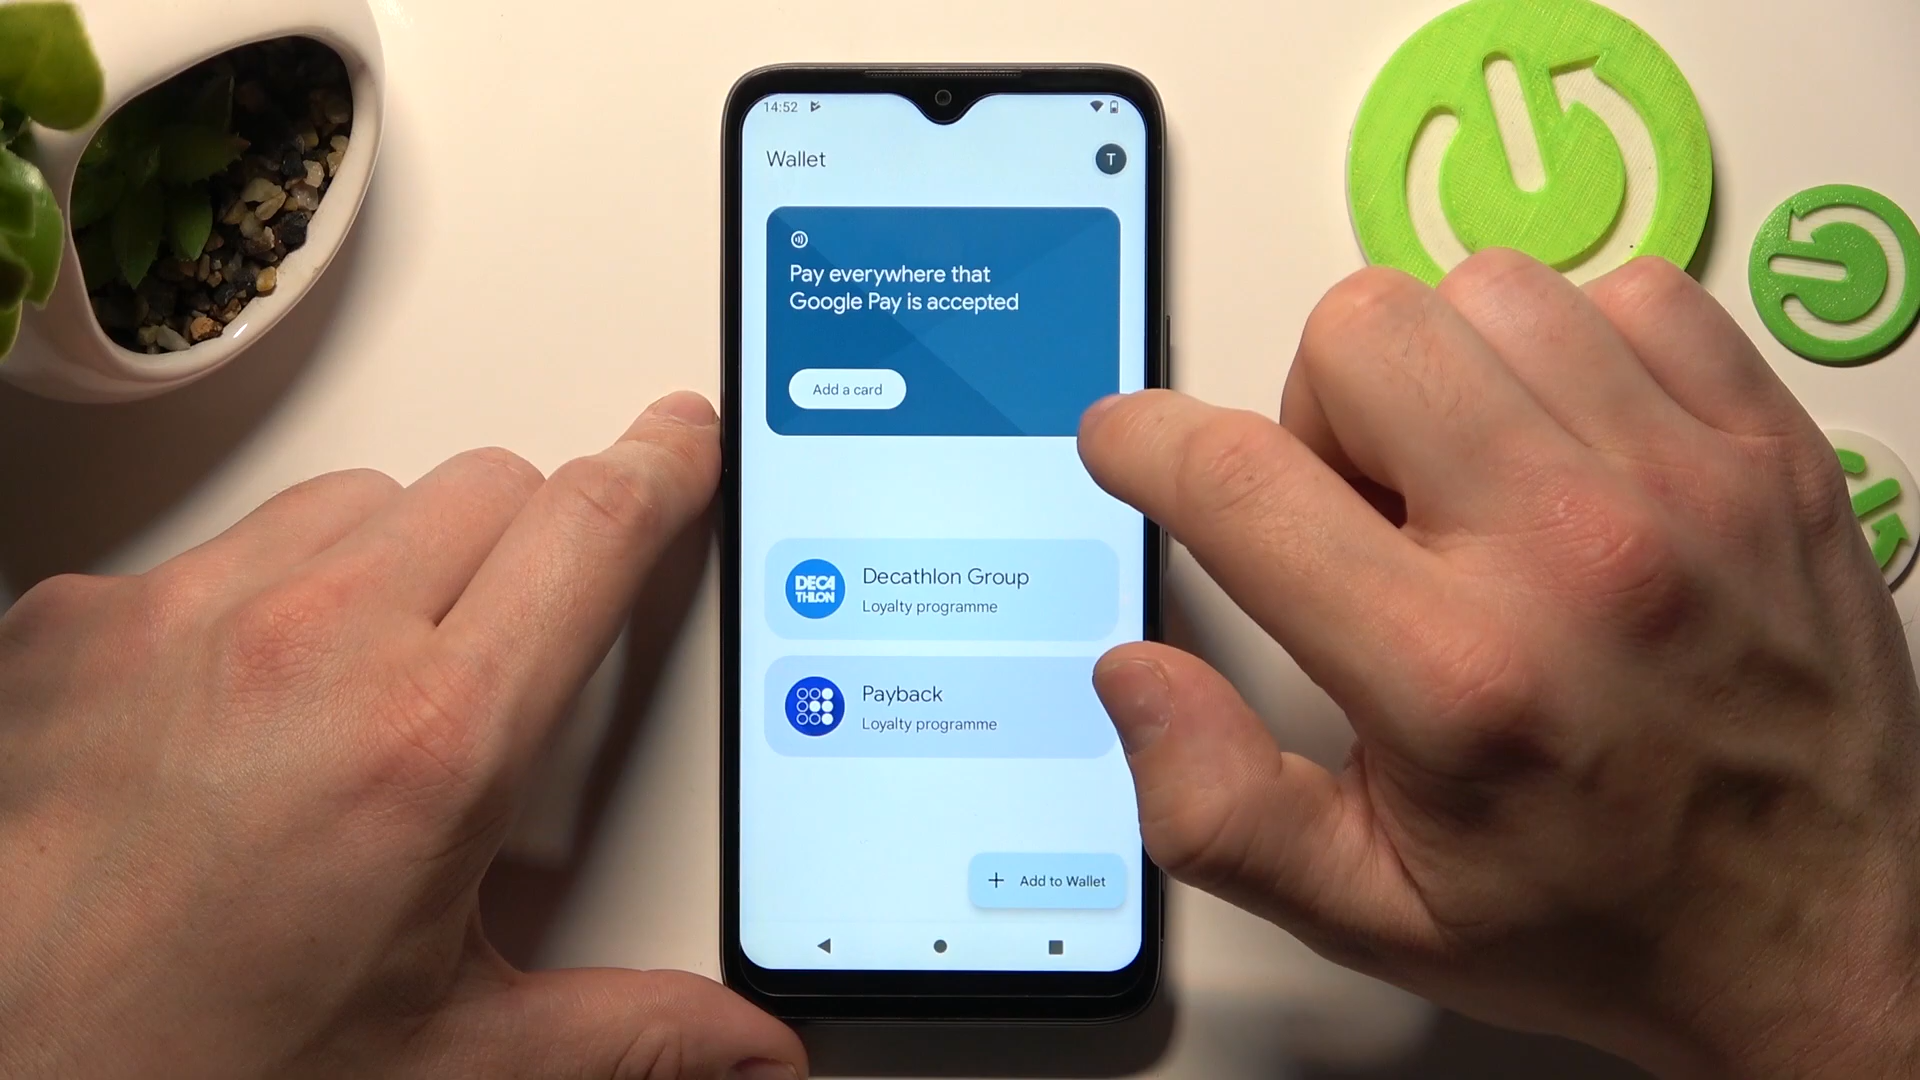 14:52
Wallet
T
Pay everywhere that
Google Pay is accepted
Add a card
DECA
THLON
Decathlon Group
Loyalty programme
Payback
Loyalty programme
+ Add to Wallet